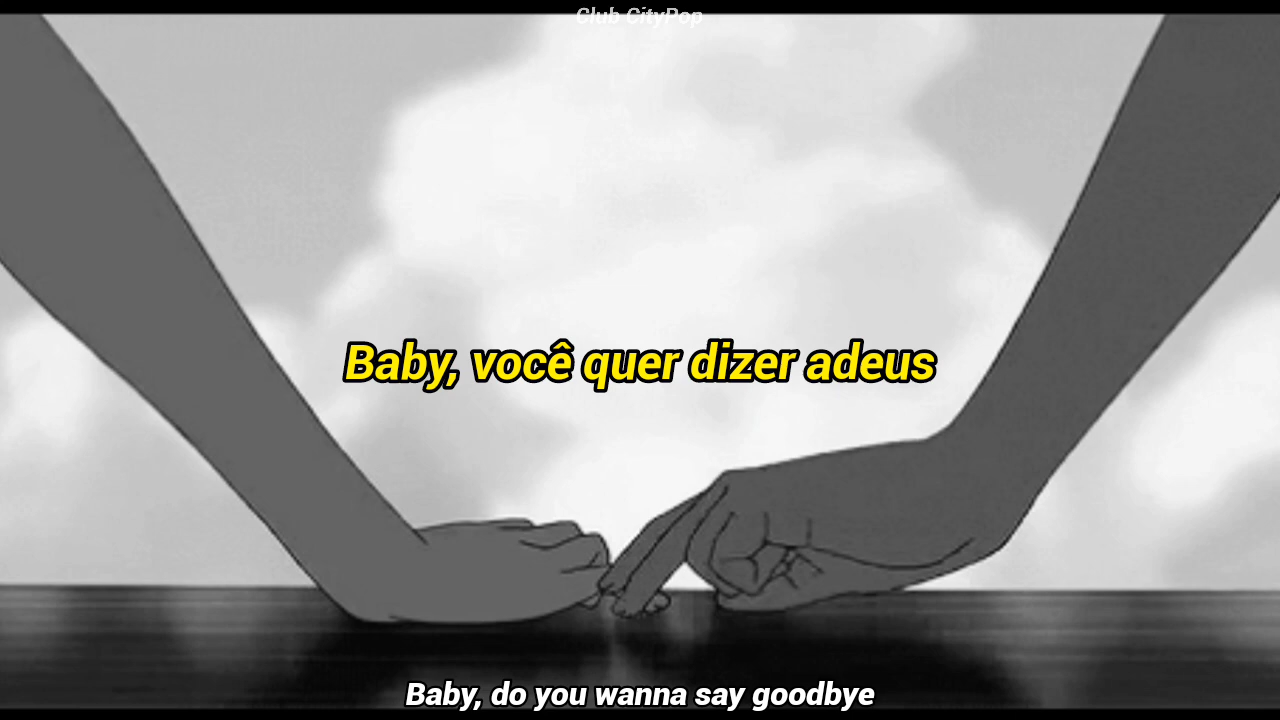 Club CityPop
Baby, você quer dizer adeus
Baby, do you wanna say goodbye